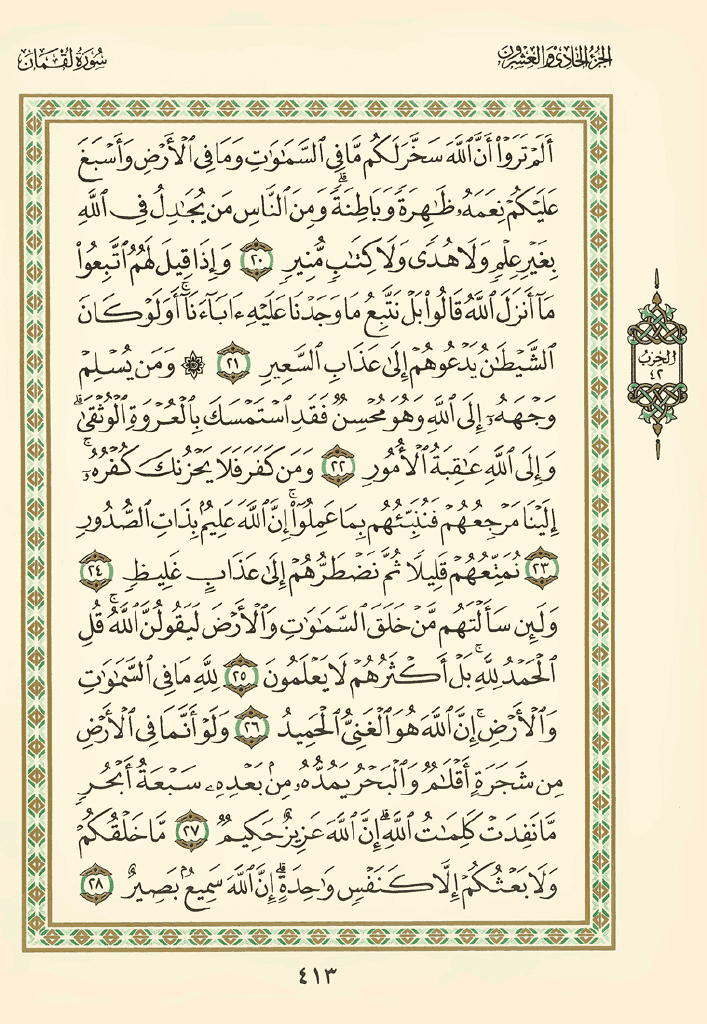 الجزء الحادي والعشرون
سورة لقمان
أَلَمْ تَرَوْا۟ أَنَّ ٱللَّهَ سَخَّرَ لَكُم مَّا فِى ٱلسَّمَٰوَٰتِ وَمَا فِى ٱلْأَرْضِ وَأَسْبَغَ
عَلَيْكُمْ نِعَمَهُۥ ظَٰهِرَةً وَبَاطِنَةً ۗ وَمِنَ ٱلنَّاسِ مَن يُجَٰدِلُ فِى ٱللَّهِ
بِغَيْرِ عِلْمٍ وَلَا هُدًى وَلَا كِتَٰبٍ مُّنِيرٍ ٢٠ وَإِذَا قِيلَ لَهُمُ ٱتَّبِعُوا۟
مَآ أَنزَلَ ٱللَّهُ قَالُوا۟ بَلْ نَتَّبِعُ مَا وَجَدْنَا عَلَيْهِ ءَابَآءَنَآ ۚ أَوَلَوْ كَانَ
ٱلشَّيْطَٰنُ يَدْعُوهُمْ إِلَىٰ عَذَابِ ٱلسَّعِيرِ ٢١ ۞ وَمَن يُسْلِمْ
وَجْهَهُۥٓ إِلَى ٱللَّهِ وَهُوَ مُحْسِنٌ فَقَدِ ٱسْتَمْسَكَ بِٱلْعُرْوَةِ ٱلْوُثْقَىٰ ۗ
وَإِلَى ٱللَّهِ عَٰقِبَةُ ٱلْأُمُورِ ٢٢ وَمَن كَفَرَ فَلَا يَحْزُنكَ كُفْرُهُۥٓ ۚ
إِلَيْنَا مَرْجِعُهُمْ فَنُنَبِّئُهُم بِمَا عَمِلُوٓا۟ ۚ إِنَّ ٱللَّهَ عَلِيمٌۢ بِذَاتِ ٱلصُّدُورِ
٢٣ نُمَتِّعُهُمْ قَلِيلًا ثُمَّ نَضْطَرُّهُمْ إِلَىٰ عَذَابٍ غَلِيظٍ ٢٤
وَلَئِن سَأَلْتَهُم مَّنْ خَلَقَ ٱلسَّمَٰوَٰتِ وَٱلْأَرْضَ لَيَقُولُنَّ ٱللَّهُ ۚ قُلِ
ٱلْحَمْدُ لِلَّهِ ۚ بَلْ أَكْثَرُهُمْ لَا يَعْلَمُونَ ٢٥ لِلَّهِ مَا فِى ٱلسَّمَٰوَٰتِ
وَٱلْأَرْضِ ۚ إِنَّ ٱللَّهَ هُوَ ٱلْغَنِىُّ ٱلْحَمِيدُ ٢٦ وَلَوْ أَنَّمَا فِى ٱلْأَرْضِ
مِن شَجَرَةٍ أَقْلَٰمٌ وَٱلْبَحْرُ يَمُدُّهُۥ مِنۢ بَعْدِهِۦ سَبْعَةُ أَبْحُرٍ
مَّا نَفِدَتْ كَلِمَٰتُ ٱللَّهِ ۗ إِنَّ ٱللَّهَ عَزِيزٌ حَكِيمٌ ٢٧ مَّا خَلْقُكُمْ
وَلَا بَعْثُكُمْ إِلَّا كَنَفْسٍ وَٰحِدَةٍ ۗ إِنَّ ٱللَّهَ سَمِيعٌۢ بَصِيرٌ ٢٨
الحزب
٤٢
٤١٣